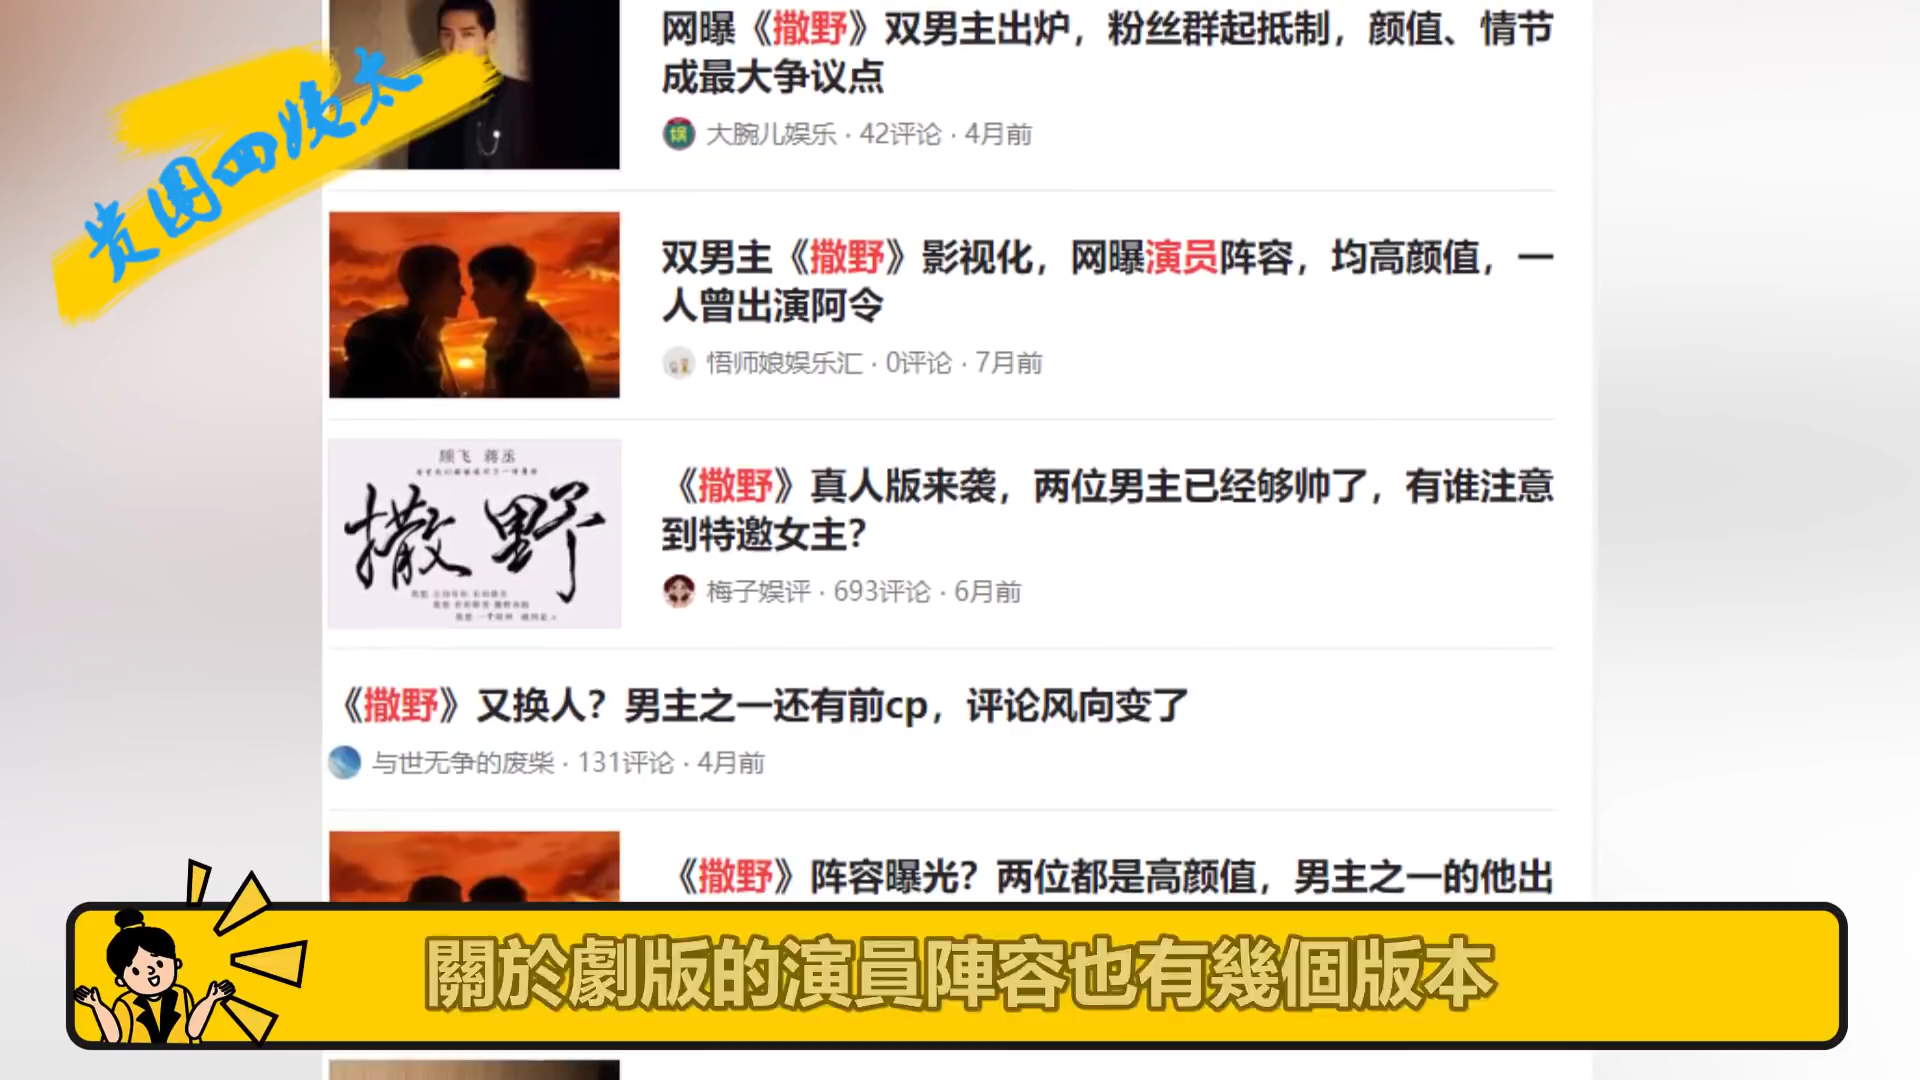 贵圈四姨太
网曝《撒野》双男主出炉，粉丝群起抵制，颜值、情节
成最大争议点
娱 大腕儿娱乐 · 42评论 · 4月前
双男主《撒野》影视化，网曝演员阵容，均高颜值，一
人曾出演阿令
悟师娘娱乐汇 · 0评论 · 7月前
顾飞 蒋丞
撒野
《撒野》真人版来袭，两位男主已经够帅了，有谁注意
到特邀女主？
梅子娱评 · 693评论 · 6月前
《撒野》又换人？男主之一还有前cp，评论风向变了
与世无争的废柴 · 131评论 · 4月前
《撒野》阵容曝光？两位都是高颜值，男主之一的他出
關於劇版的演員陣容也有幾個版本